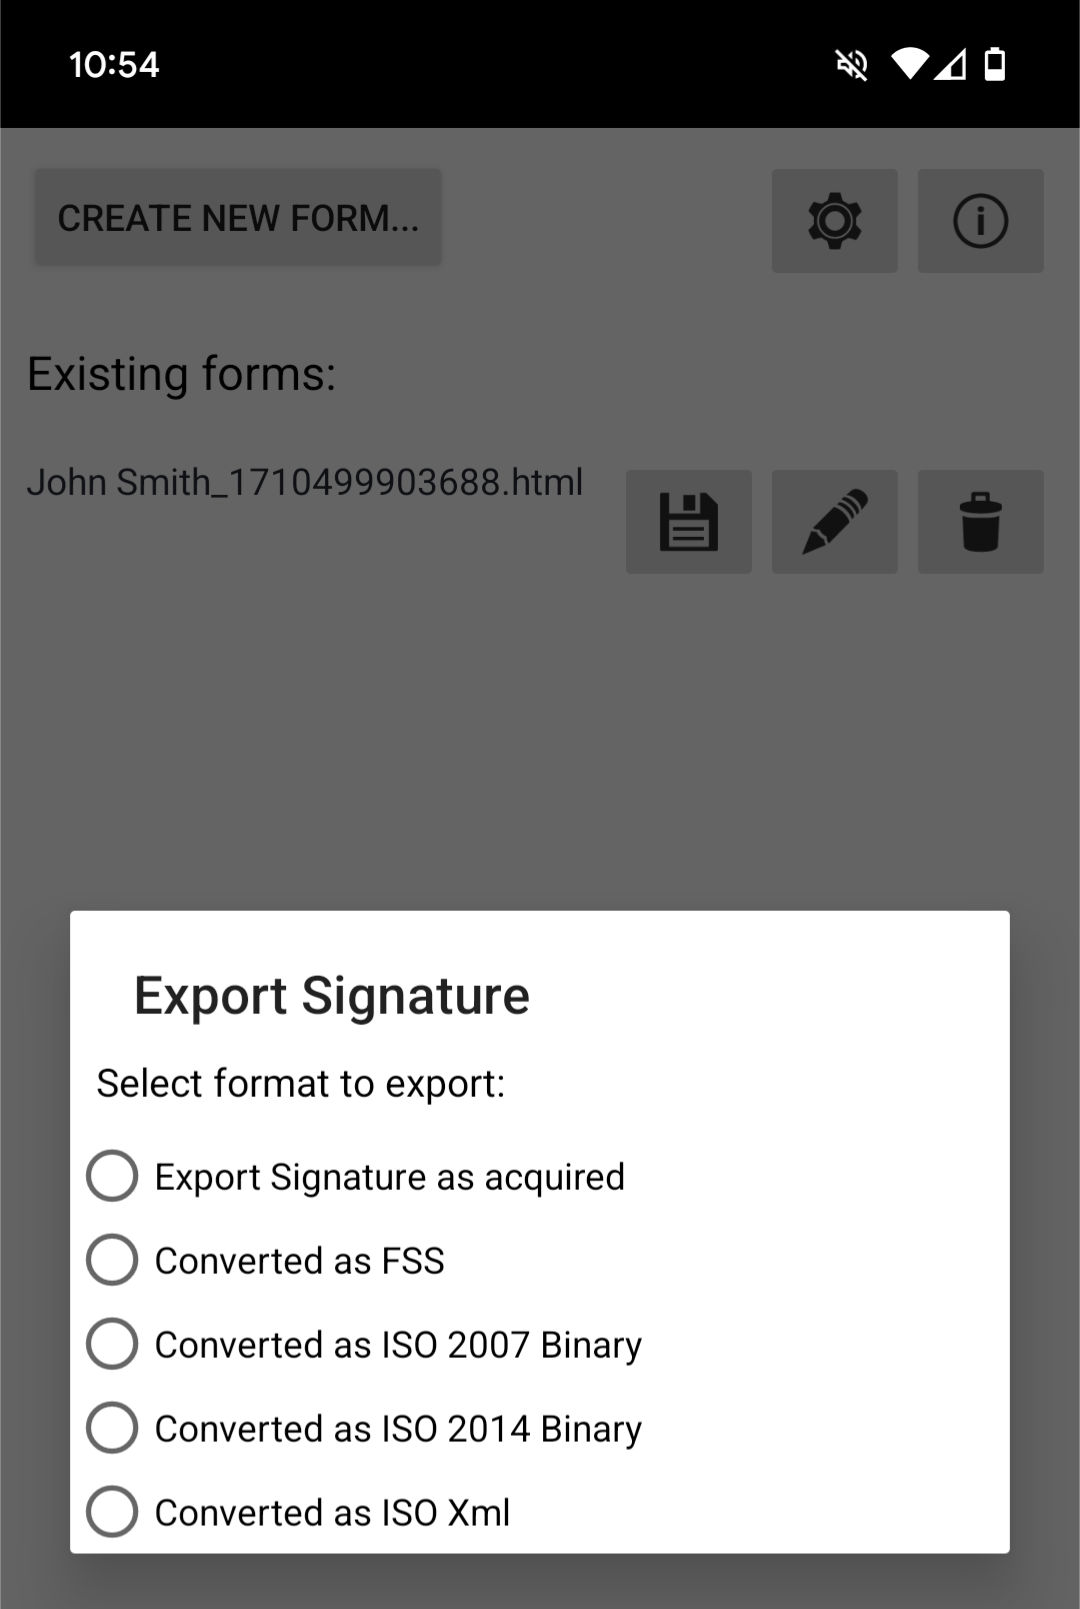 10:54
CREATE NEW FORM...
Existing forms:
John Smith_1710499903688.html
Export Signature
Select format to export:
Export Signature as acquired
Converted as FSS
Converted as ISO 2007 Binary
Converted as ISO 2014 Binary
Converted as ISO Xml